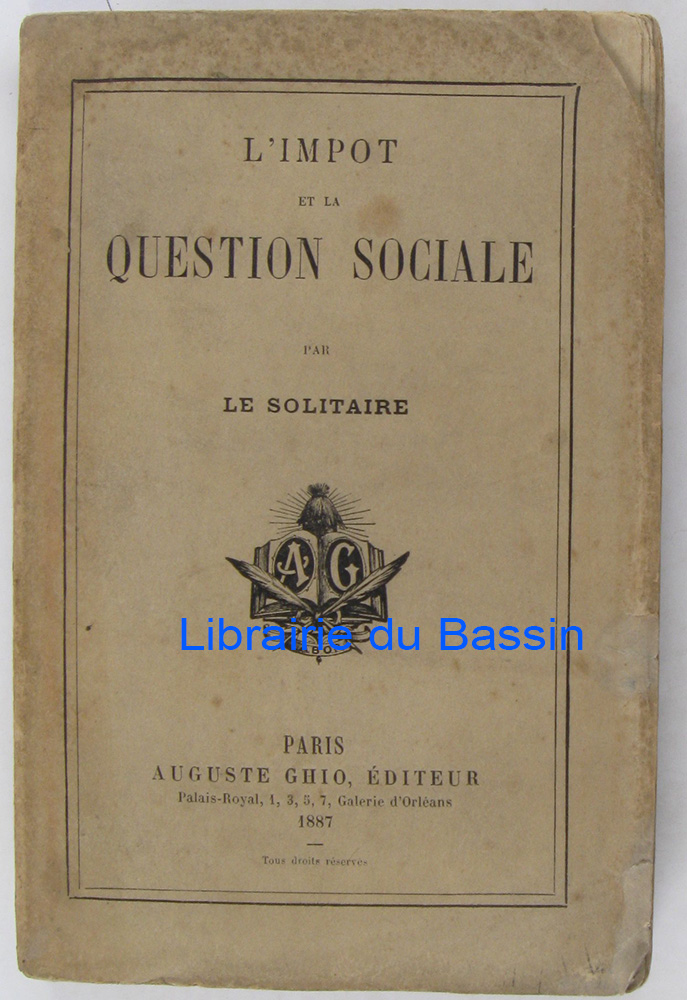 L'IMPOT
ET LA
QUESTION SOCIALE
PAR
LE SOLITAIRE
A G
Librairie du Bassin
PARIS
AUGUSTE GHIO, ÉDITEUR
Palais-Royal, 1, 3, 5, 7, Galerie d'Orléans
1887
Tous droits réservés